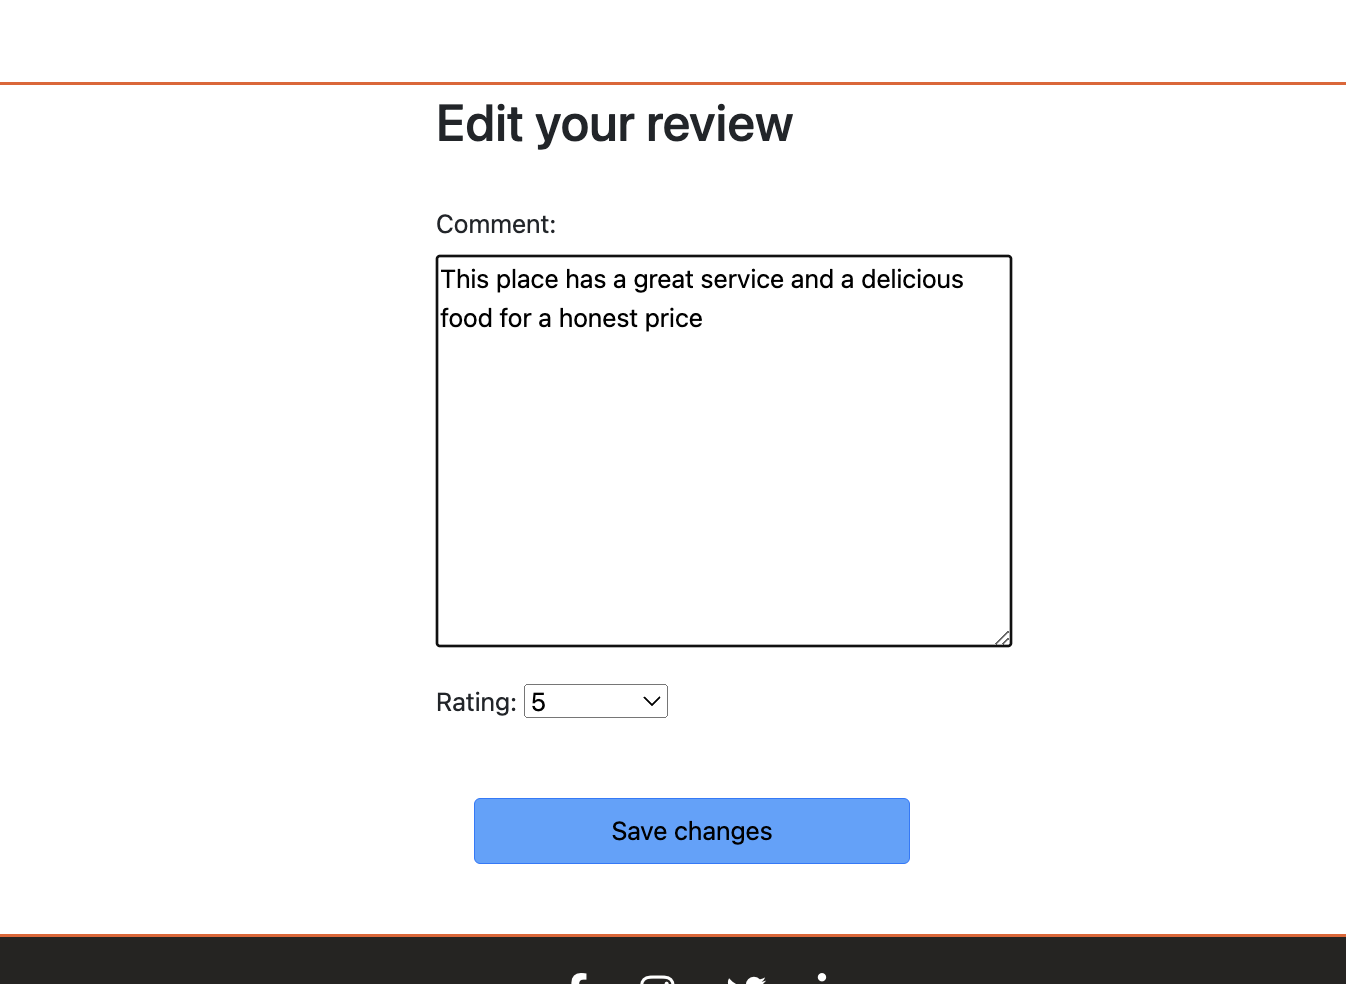 Edit your review
Comment:
This place has a great service and a delicious
food for a honest price
Rating: 5
Save changes